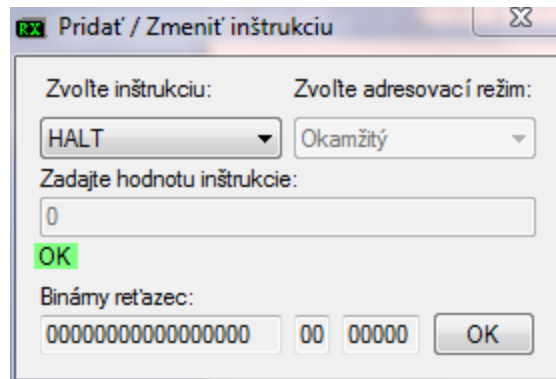 RX Pridať / Zmeniť inštrukciu
Zvoľte inštrukciu: Zvoľte adresovací režim:
HALT Okamžitý
Zadajte hodnotu inštrukcie:
0
OK
Binárny reťazec:
00000000000000000 00 00000 OK